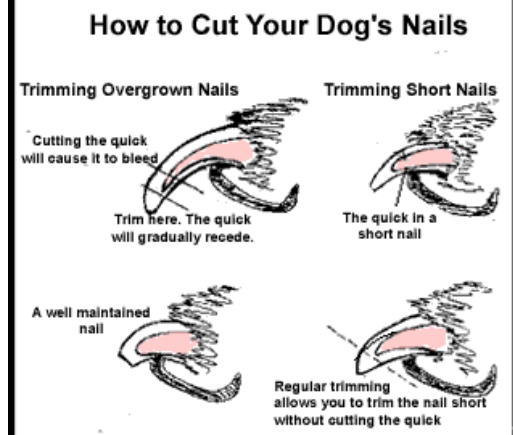 How to Cut Your Dog's Nails
Trimming Overgrown Nails
Trimming Short Nails
Cutting the quick
will cause it to bleed
Trim here. The quick
will gradually recede.
The quick in a
short nail
A well maintained
nail
Regular trimming
allows you to trim the nail short
without cutting the quick